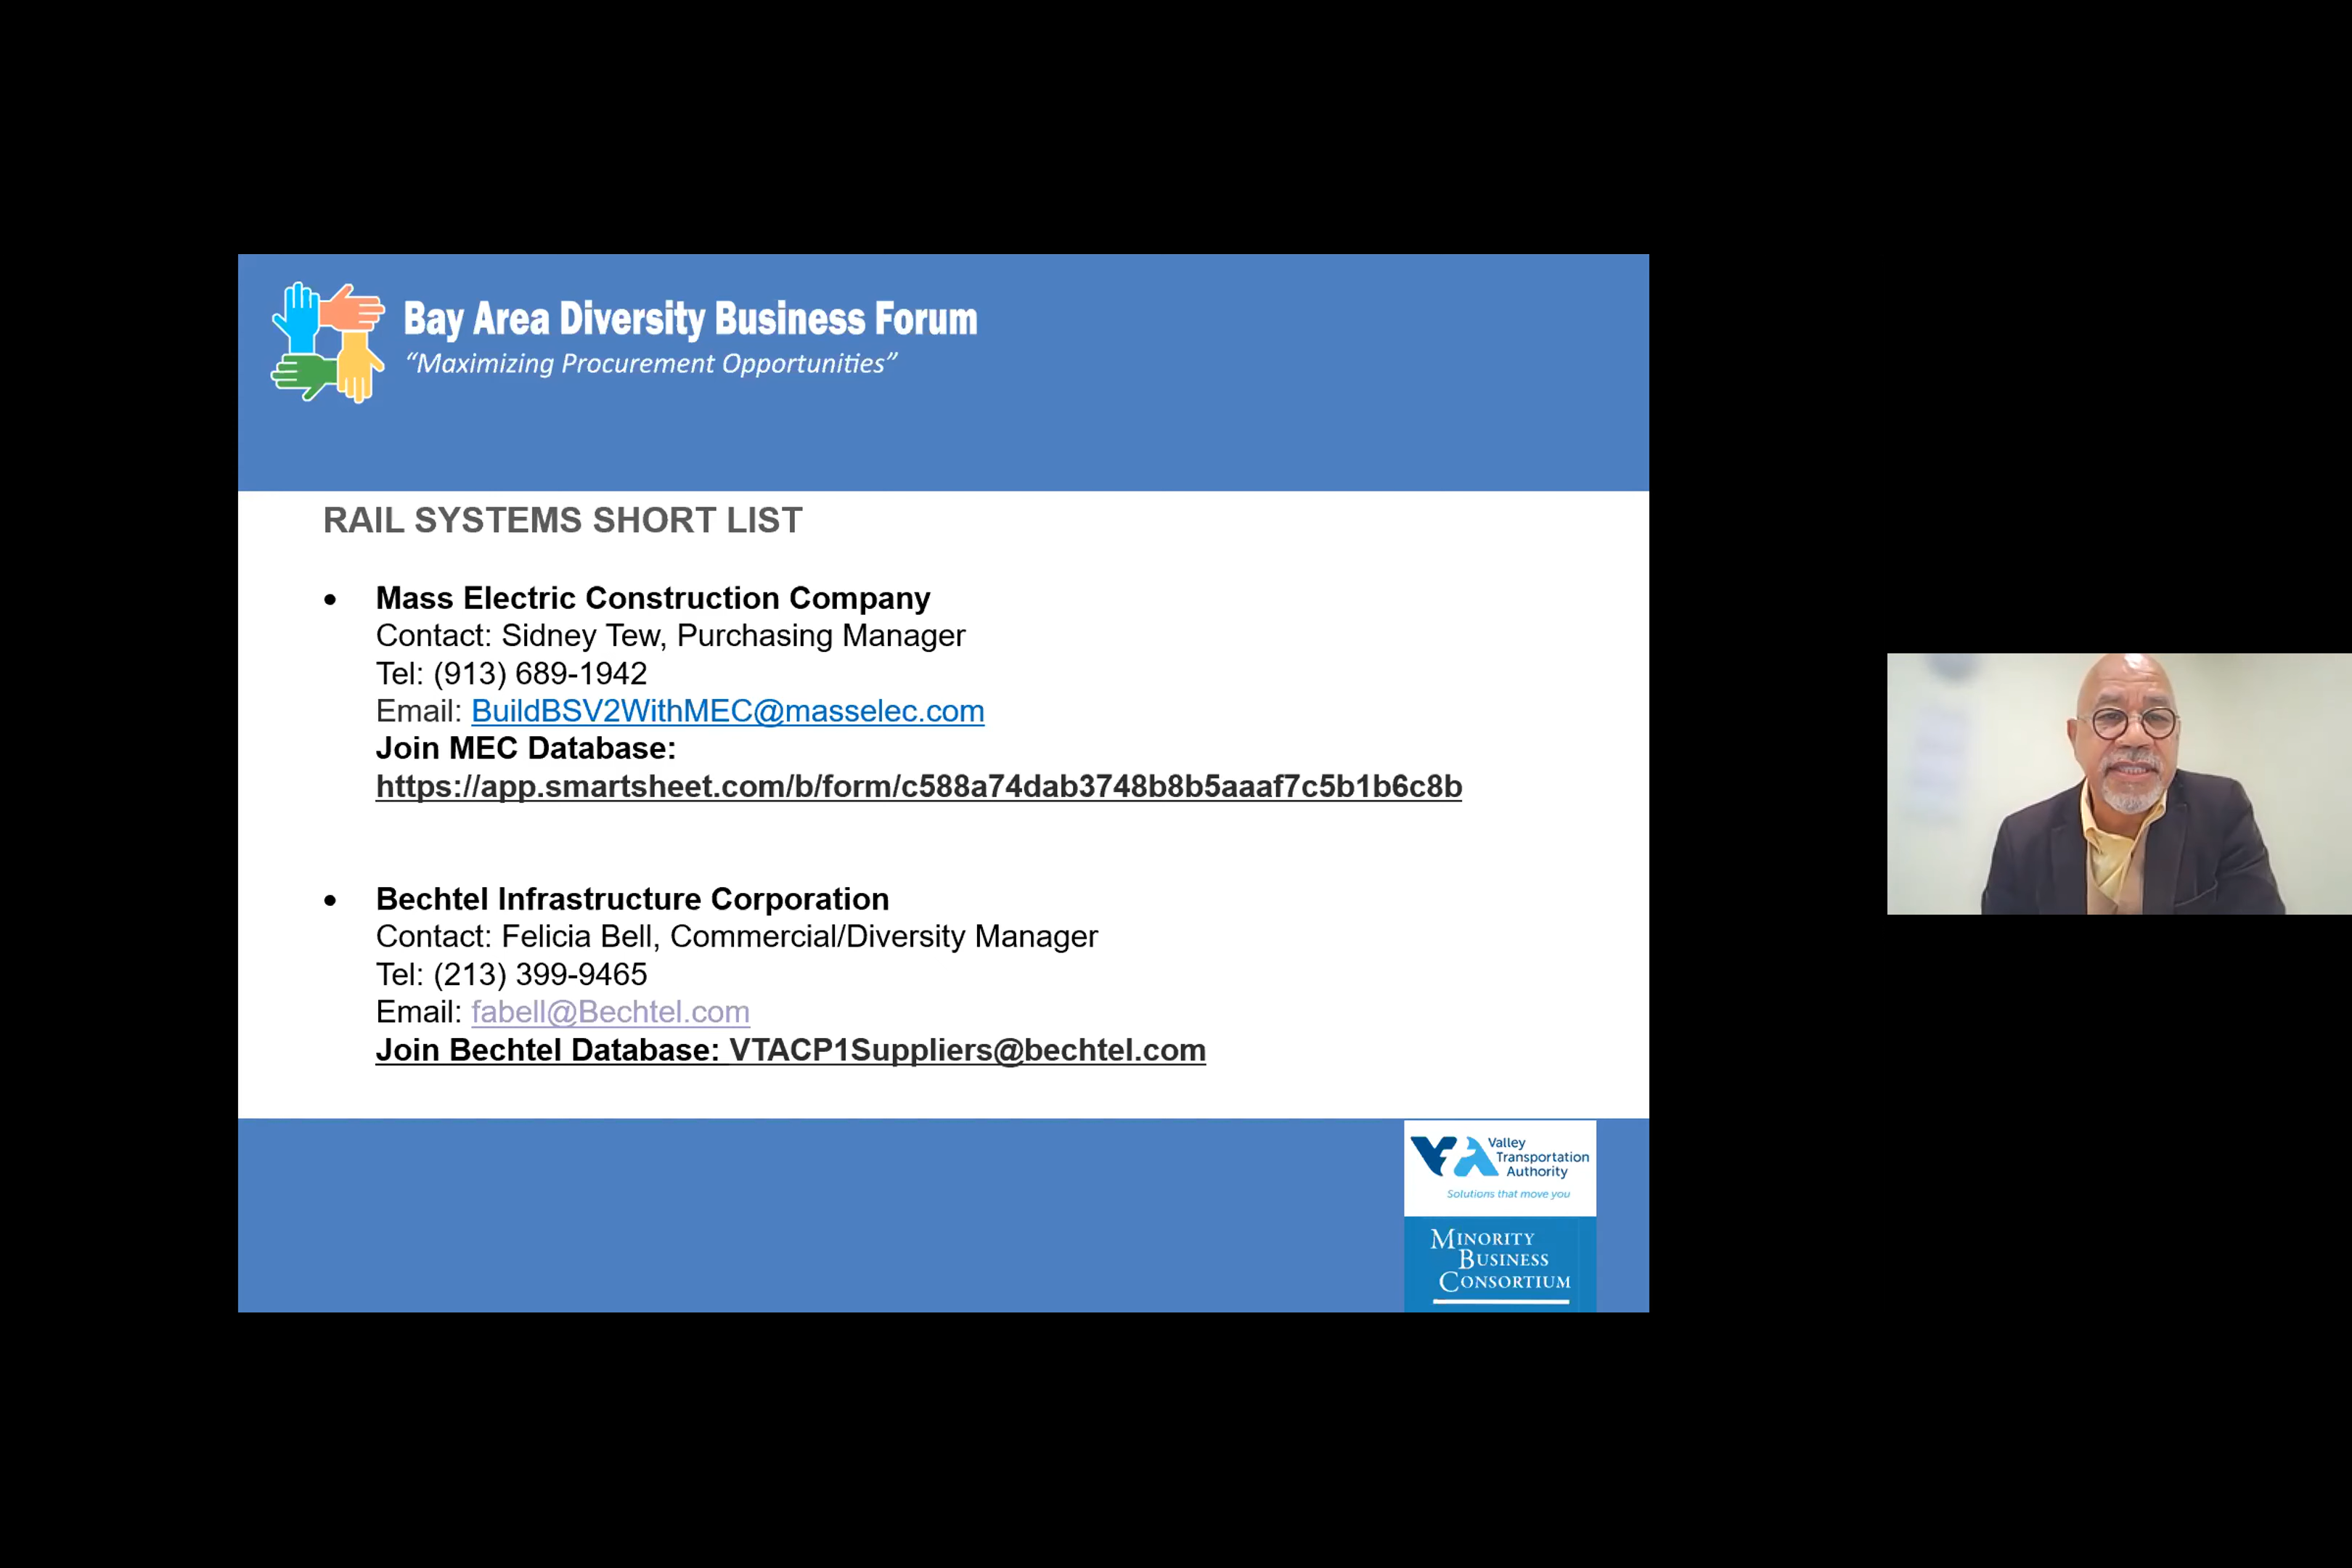 Bay Area Diversity Business Forum
“Maximizing Procurement Opportunities”
RAIL SYSTEMS SHORT LIST
• Mass Electric Construction Company
Contact: Sidney Tew, Purchasing Manager
Tel: (913) 689-1942
Email: BuildBSV2WithMEC@masselec.com
Join MEC Database:
https://app.smartsheet.com/b/form/c588a74dab3748b8b5aaaf7c5b1b6c8b
• Bechtel Infrastructure Corporation
Contact: Felicia Bell, Commercial/Diversity Manager
Tel: (213) 399-9465
Email: fabell@Bechtel.com
Join Bechtel Database: VTACP1Suppliers@bechtel.com
VTA
Valley
Transportation
Authority
Solutions that move you
MINORITY
BUSINESS
CONSORTIUM